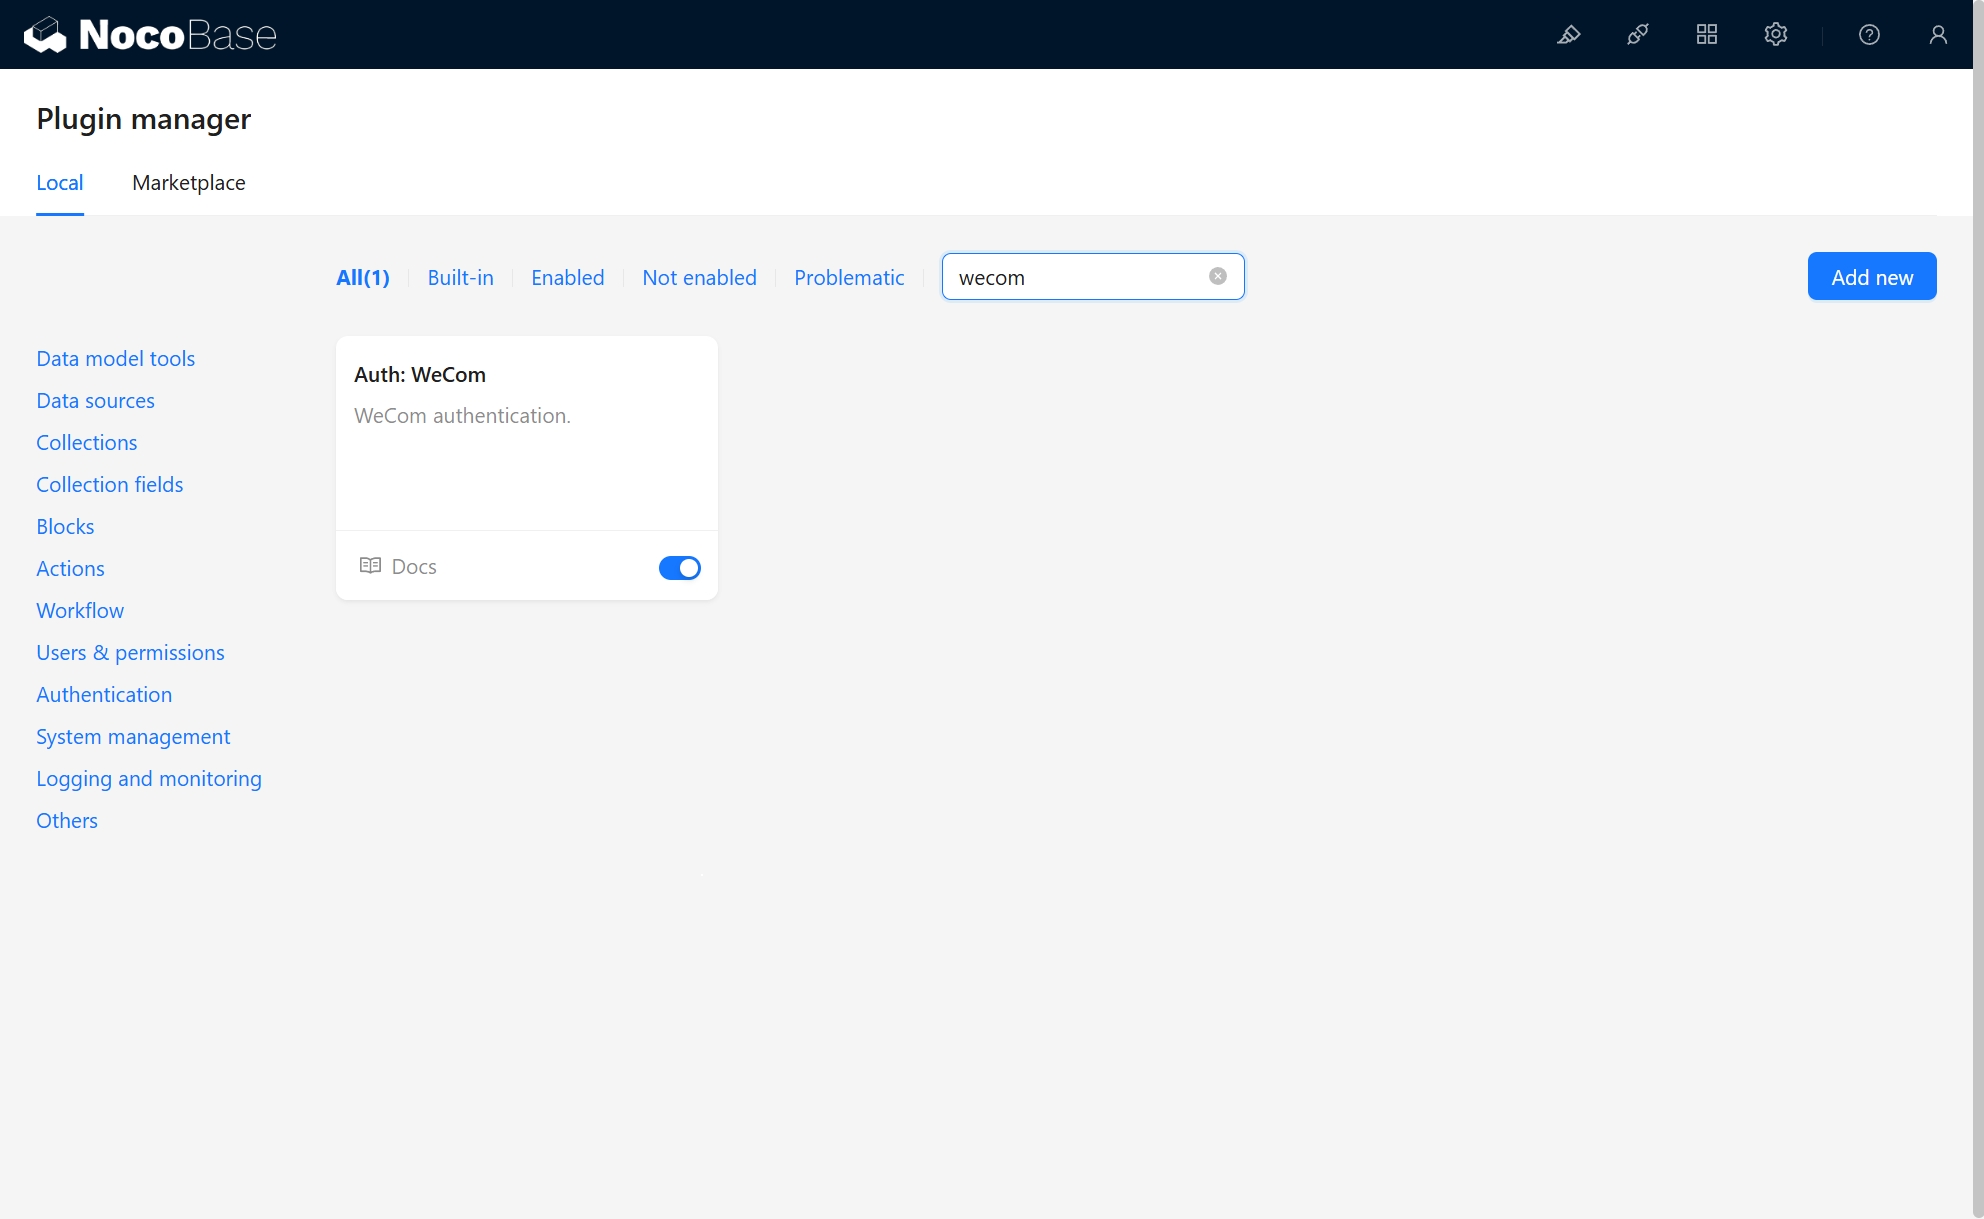 NocoBase
Plugin manager
Local Marketplace
All(1) Built-in Enabled Not enabled Problematic wecom Add new
Data model tools
Data sources
Collections
Collection fields
Blocks
Actions
Workflow
Users & permissions
Authentication
System management
Logging and monitoring
Others
Auth: WeCom
WeCom authentication.
Docs